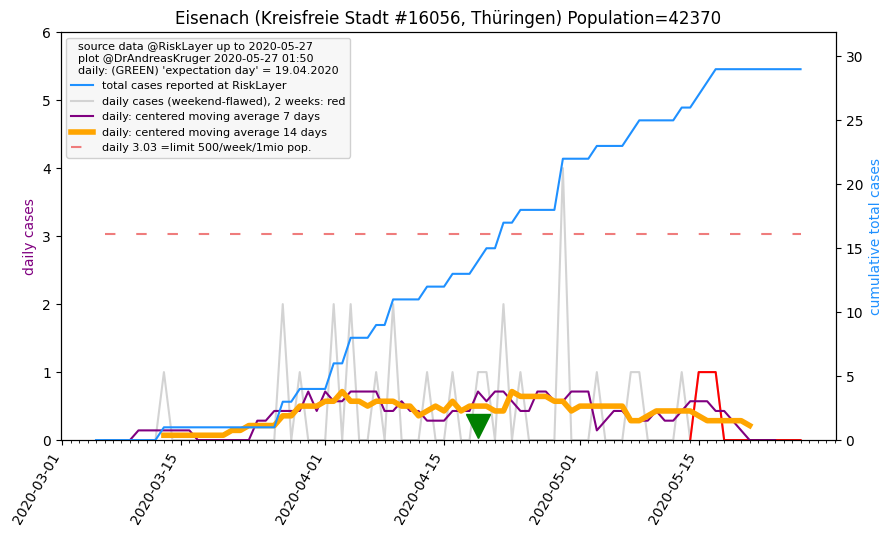 Eisenach (Kreisfreie Stadt #16056, Thüringen) Population=42370
source data @RiskLayer up to 2020-05-27
plot @DrAndreasKruger 2020-05-27 01:50
daily: (GREEN) 'expectation day' = 19.04.2020
total cases reported at RiskLayer
daily cases (weekend-flawed), 2 weeks: red
daily: centered moving average 7 days
daily: centered moving average 14 days
daily 3.03 =limit 500/week/1mio pop.
daily cases
6
5
4
3
2
1
0
30
25
20
15
10
5
0
cumulative total cases
2020-03-01
2020-03-15
2020-04-01
2020-04-15
2020-05-01
2020-05-15